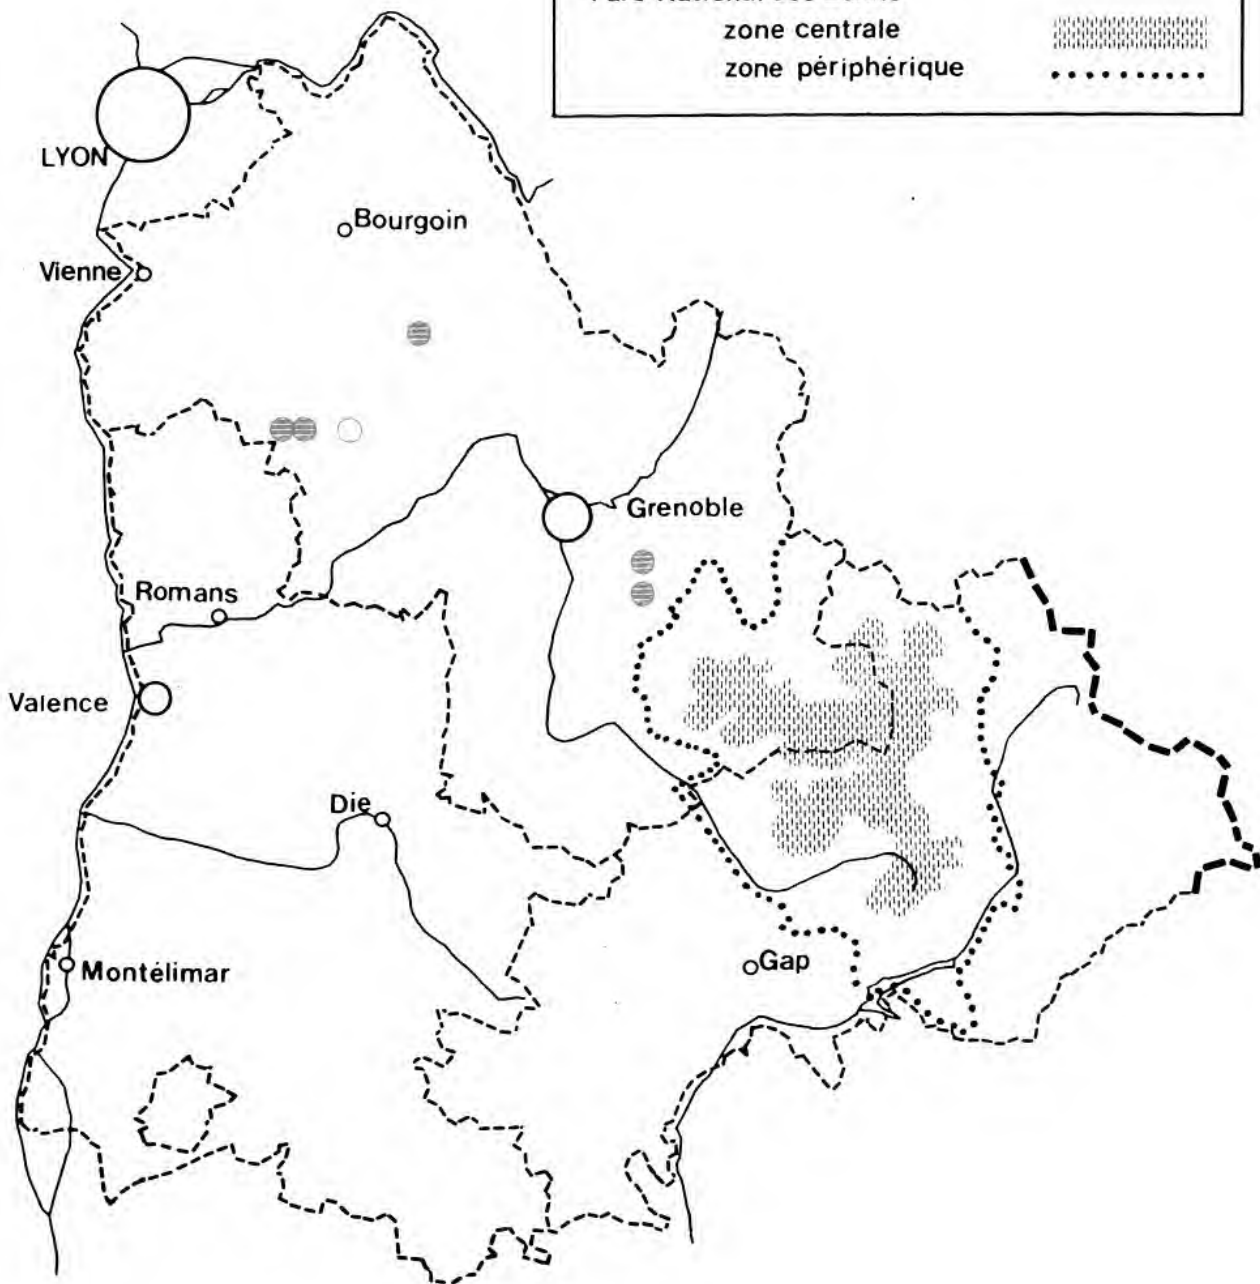 zone centrale
zone périphérique
LYON
Bourgoin
Vienne
Grenoble
Romans
Valence
Die
Gap
Montélimar